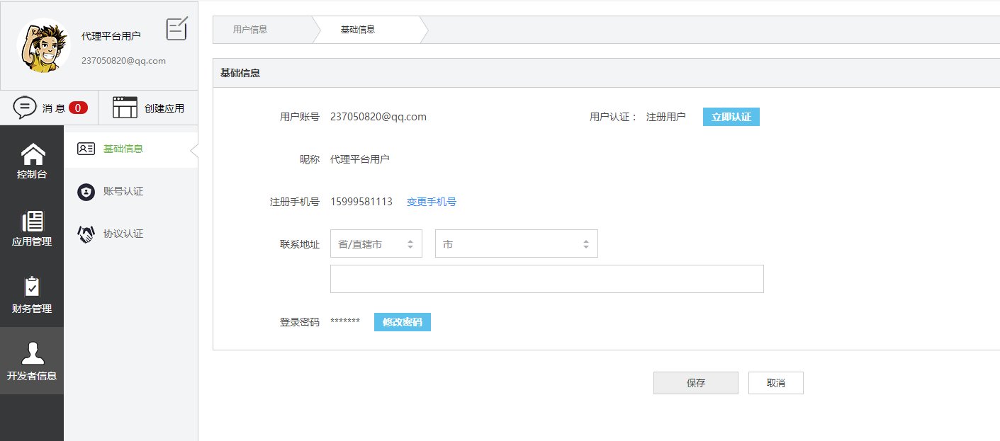 代理平台用户
237050820@qq.com
消 息 0
创建应用
控制台
应用管理
财务管理
开发者信息
基础信息
账号认证
协议认证
用户信息
基础信息
基础信息
用户账号 237050820@qq.com 用户认证： 注册用户 立即认证
昵称 代理平台用户
注册手机号 15999581113 变更手机号
联系地址 省/直辖市 市
登录密码 ******* 修改密码
保存 取消